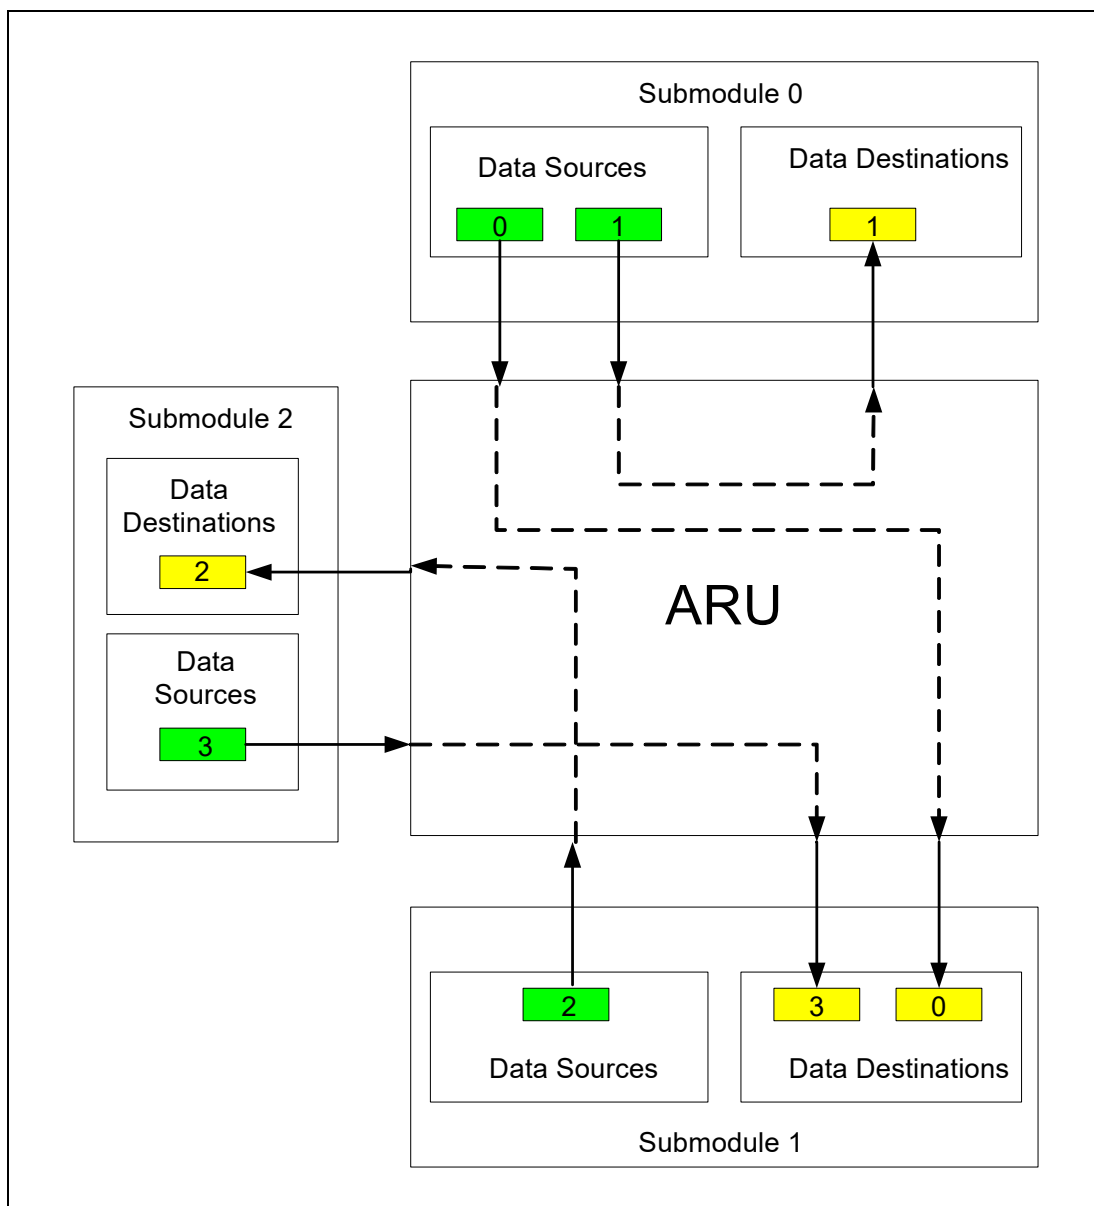 Submodule 0
Data Sources
0
1
Data Destinations
1
Submodule 2
Data
Destinations
2
Data
Sources
3
ARU
2
Data Sources
3
0
Data Destinations
Submodule 1